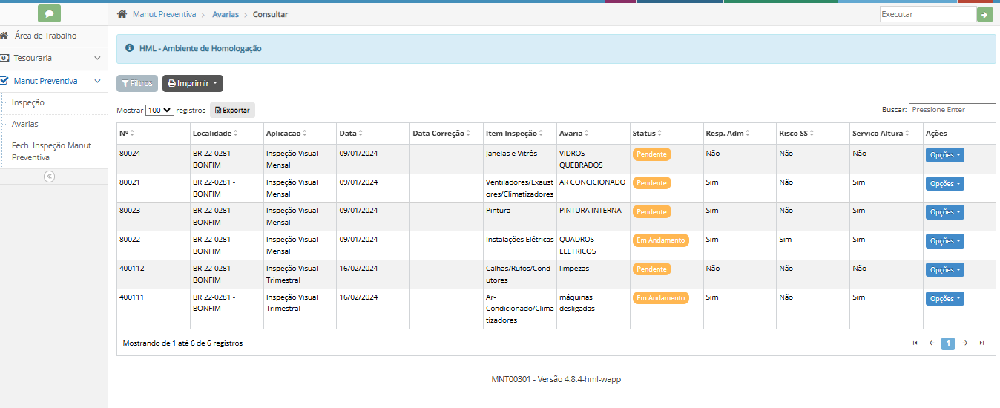 Manut Preventiva > Avarias > Consultar
Executar
Área de Trabalho
Tesouraria
Manut Preventiva
Inspeção
Avarias
Fech. Inspeção Manut.
Preventiva
HML - Ambiente de Homologação
Filtros Imprimir
Mostrar 100 registros Exportar
Buscar: Pressione Enter
Nº Localidade Aplicacao Data Data Correção Item Inspeção Avaria Status Resp. Adm Risco SS Servico Altura Ações
80024 BR 22-0281 - Inspeção Visual 09/01/2024 Janelas e Vitrôs VIDROS Pendente Não Não Não Opções
BONFIM Mensal QUEBRADOS
80021 BR 22-0281 - Inspeção Visual 09/01/2024 Ventiladores/Exaust AR CONCICIONADO Pendente Sim Não Sim Opções
BONFIM Mensal ores/Climatizadores
80023 BR 22-0281 - Inspeção Visual 09/01/2024 Pintura PINTURA INTERNA Pendente Sim Não Sim Opções
BONFIM Mensal
80022 BR 22-0281 - Inspeção Visual 09/01/2024 Instalações Elétricas QUADROS Em Andamento Sim Sim Sim Opções
BONFIM Mensal ELETRICOS
400112 BR 22-0281 - Inspeção Visual 16/02/2024 Calhas/Rufos/Cond limpezas Pendente Não Não Não Opções
BONFIM Trimestral utores
400111 BR 22-0281 - Inspeção Visual 16/02/2024 Ar- máquinas Em Andamento Sim Não Sim Opções
BONFIM Trimestral Condicionado/Clima desligadas
tizadores
Mostrando de 1 até 6 de 6 registros 1
MNT00301 - Versão 4.8.4-hml-wapp